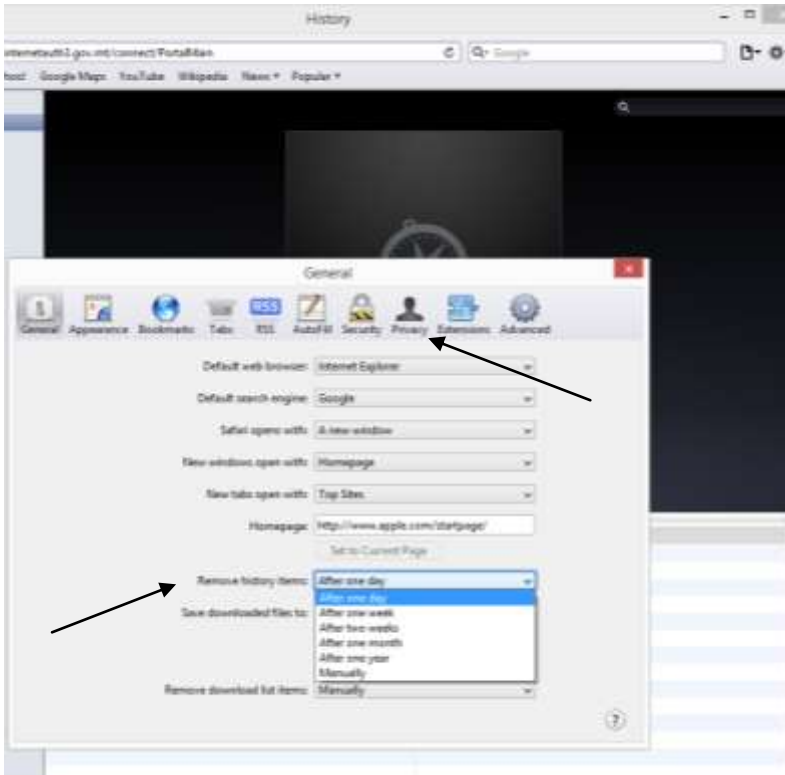 History
Google
Google Maps YouTube Wikipedia News Popular
General
General Appearance Bookmarks Tabs RSS AutoFill Security Privacy Extensions Advanced
RSS
Default web browser: Internet Explorer
Default search engine: Google
Safari opens with: A new window
New windows open with: Homepage
New tabs open with: Top Sites
Homepage: http://www.apple.com/startpage/
Set to Current Page
Remove history items: After one day
After one day
Save downloaded files to: After one week
After two weeks
After one month
After one year
Manually
Remove download list items: Manually
?